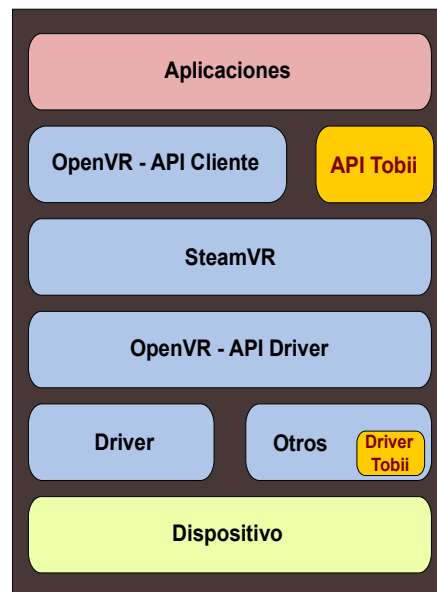 Aplicaciones
OpenVR - API Cliente
API Tobii
SteamVR
OpenVR - API Driver
Driver
Otros
Driver
Tobii
Dispositivo